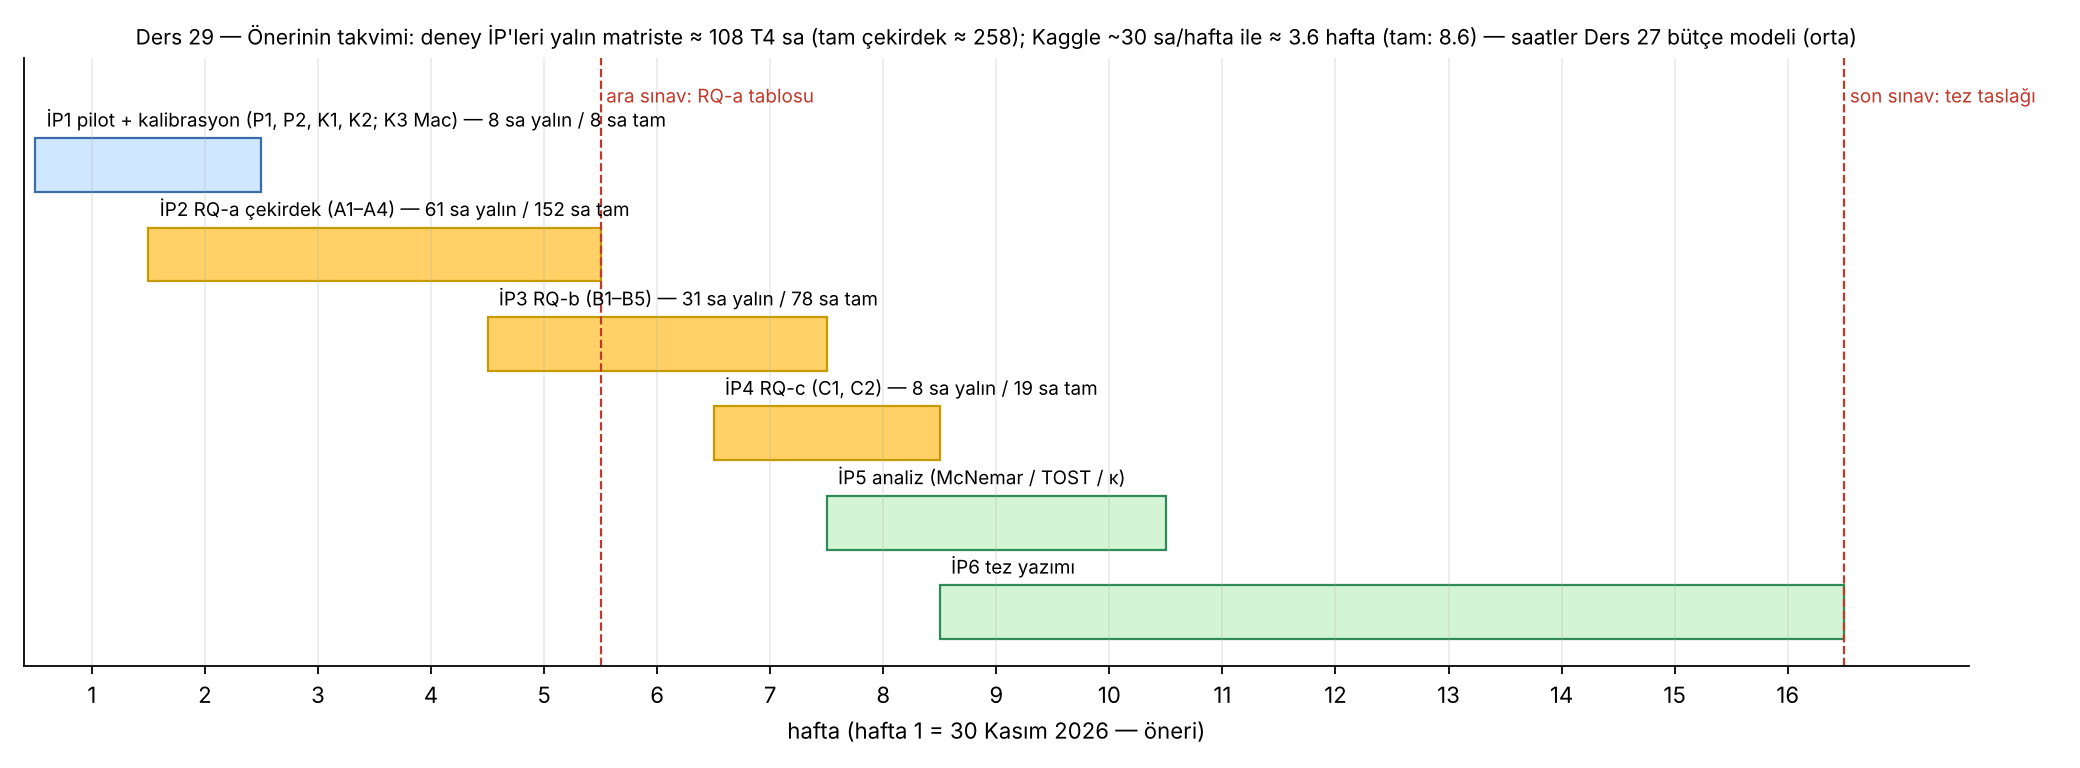 Ders 29 — Önerinin takvimi: deney İP'leri yalın matriste ≈ 108 T4 sa (tam çekirdek ≈ 258); Kaggle ~30 sa/hafta ile ≈ 3.6 hafta (tam: 8.6) — saatler Ders 27 bütçe modeli (orta)
ara sınav: RQ-a tablosu
son sınav: tez taslağı
İP1 pilot + kalibrasyon (P1, P2, K1, K2; K3 Mac) — 8 sa yalın / 8 sa tam
İP2 RQ-a çekirdek (A1–A4) — 61 sa yalın / 152 sa tam
İP3 RQ-b (B1–B5) — 31 sa yalın / 78 sa tam
İP4 RQ-c (C1, C2) — 8 sa yalın / 19 sa tam
İP5 analiz (McNemar / TOST / κ)
İP6 tez yazımı
1 2 3 4 5 6 7 8 9 10 11 12 13 14 15 16
hafta (hafta 1 = 30 Kasım 2026 — öneri)